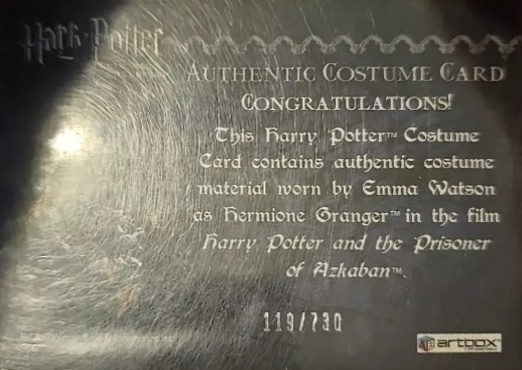 Harry Potter
AUTHENTIC COSTUME CARD
CONGRATULATIONS!
This Harry Potter™ Costume
Card contains authentic costume
material worn by Emma Watson
as Hermione Granger™ in the film
Harry Potter and the Prisoner
of Azkaban™.
119/730
artbox